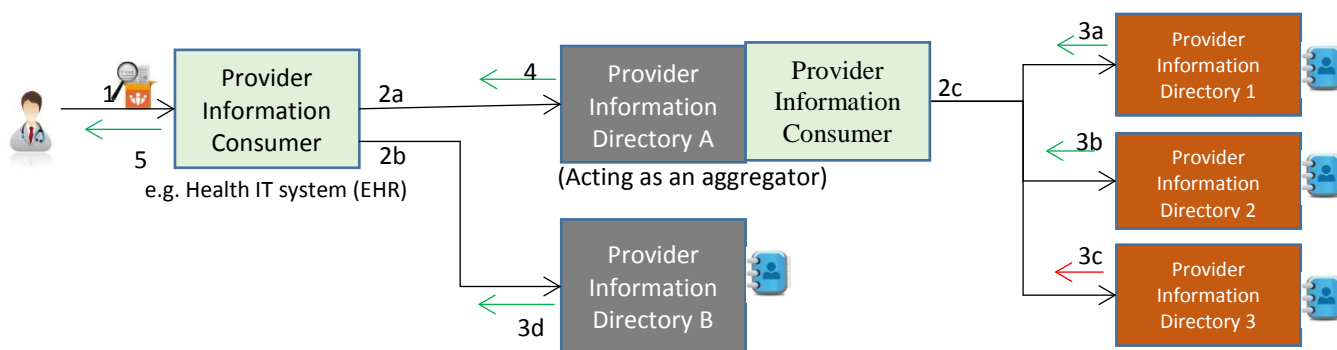 1
5
Provider
Information
Consumer
e.g. Health IT system (EHR)
2a
2b
4
Provider
Information
Directory A
(Acting as an aggregator)
Provider
Information
Consumer
2c
3d
Provider
Information
Directory B
3a
Provider
Information
Directory 1
3b
Provider
Information
Directory 2
3c
Provider
Information
Directory 3